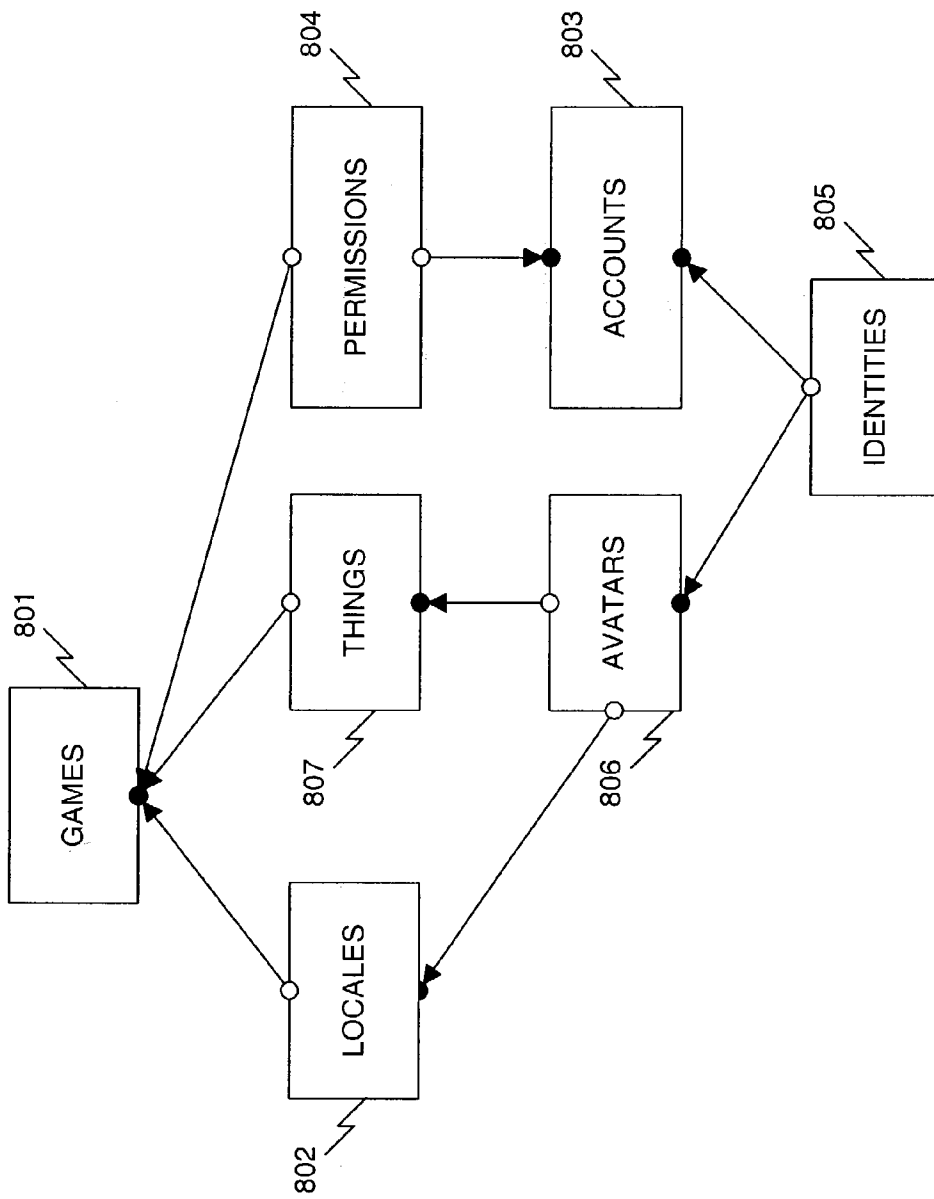 801
GAMES
804
PERMISSIONS
THINGS
807
LOCALES
802
803
ACCOUNTS
AVATARS
806
805
IDENTITIES